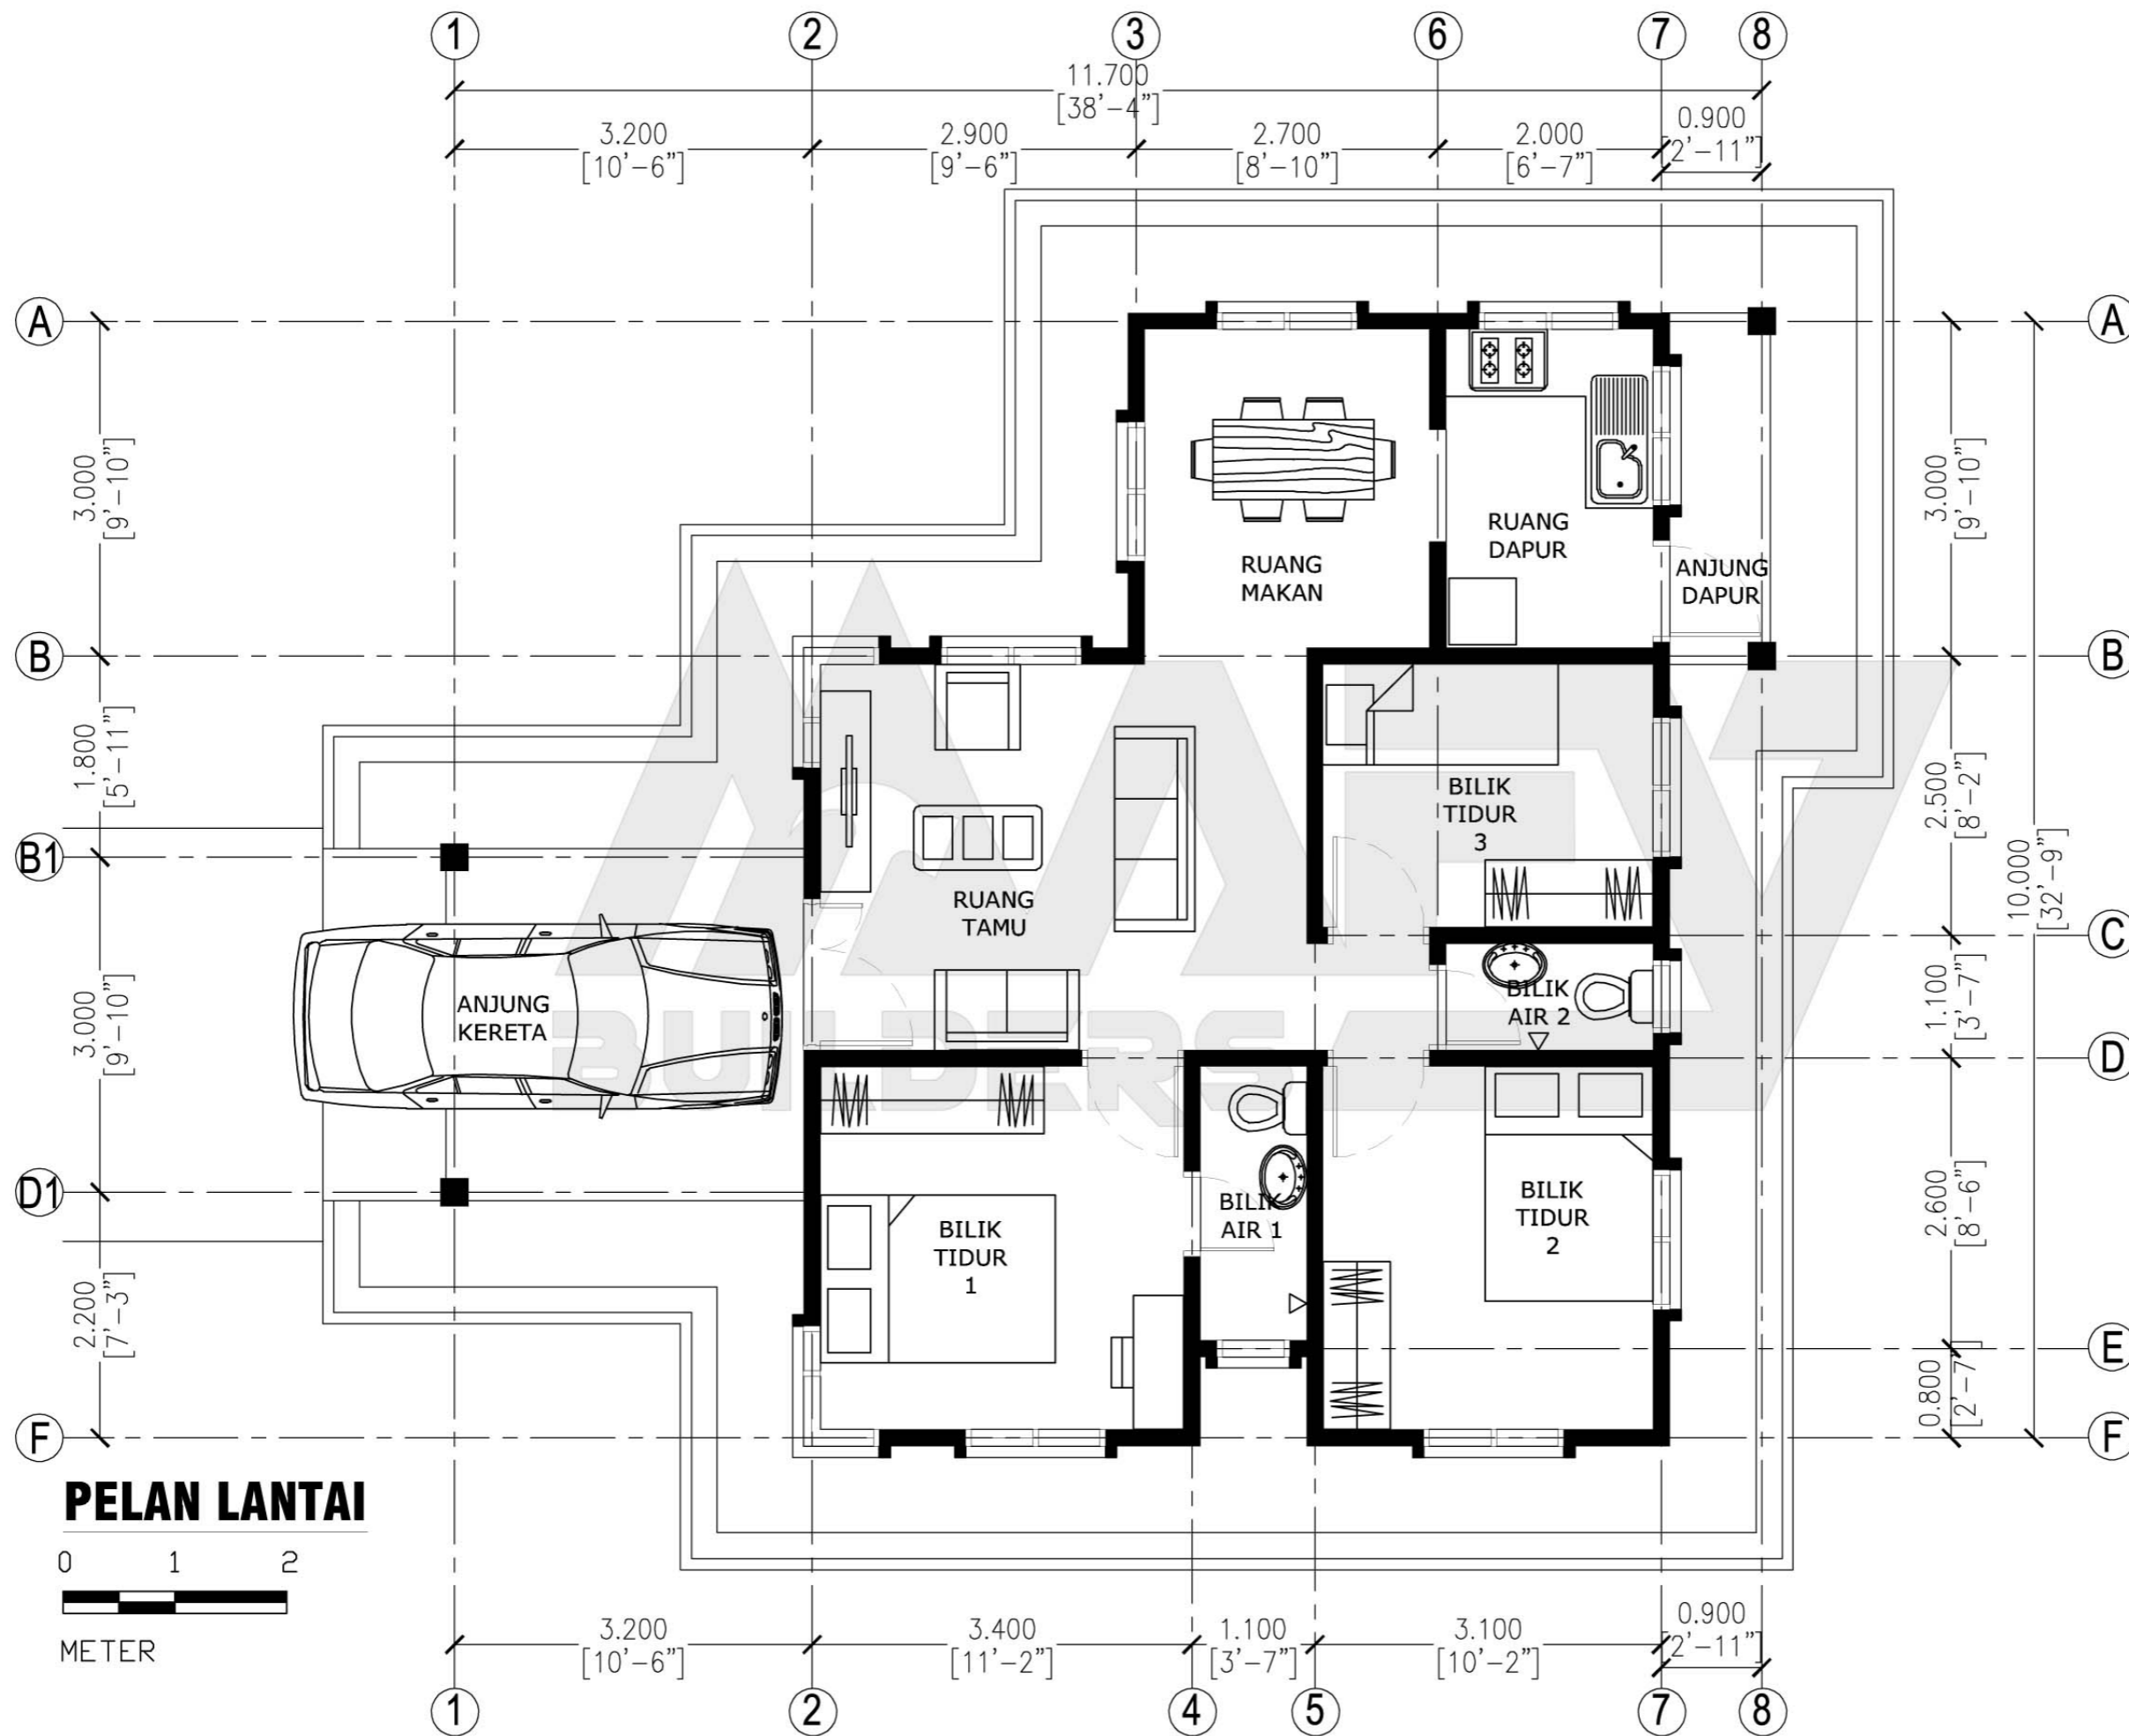 1
2
3
6
7
8
11.700
[38'-4"]
3.200
[10'-6"]
2.900
[9'-6"]
2.700
[8'-10"]
2.000
[6'-7"]
0.900
[2'-11"]
A
A
3.000
[9'-10"]
3.000
[9'-10"]
RUANG
DAPUR
RUANG
MAKAN
ANJUNG
DAPUR
B
B
1.800
[5'-11"]
2.500
[8'-2"]
BILIK
TIDUR
3
B1
10.000
[32'-9"]
RUANG
TAMU
C
3.000
[9'-10"]
ANJUNG
KERETA
BILIK
AIR 2
1.100
[3'-7"]
BUILDERS
D
D1
BILIK
TIDUR
1
BILIK
AIR 1
BILIK
TIDUR
2
2.600
[8'-6"]
2.200
[7'-3"]
E
0.800
[2'-7"]
F
F
PELAN LANTAI
0 1 2
METER
3.200
[10'-6"]
3.400
[11'-2"]
1.100
[3'-7"]
3.100
[10'-2"]
0.900
[2'-11"]
1
2
4
5
7
8